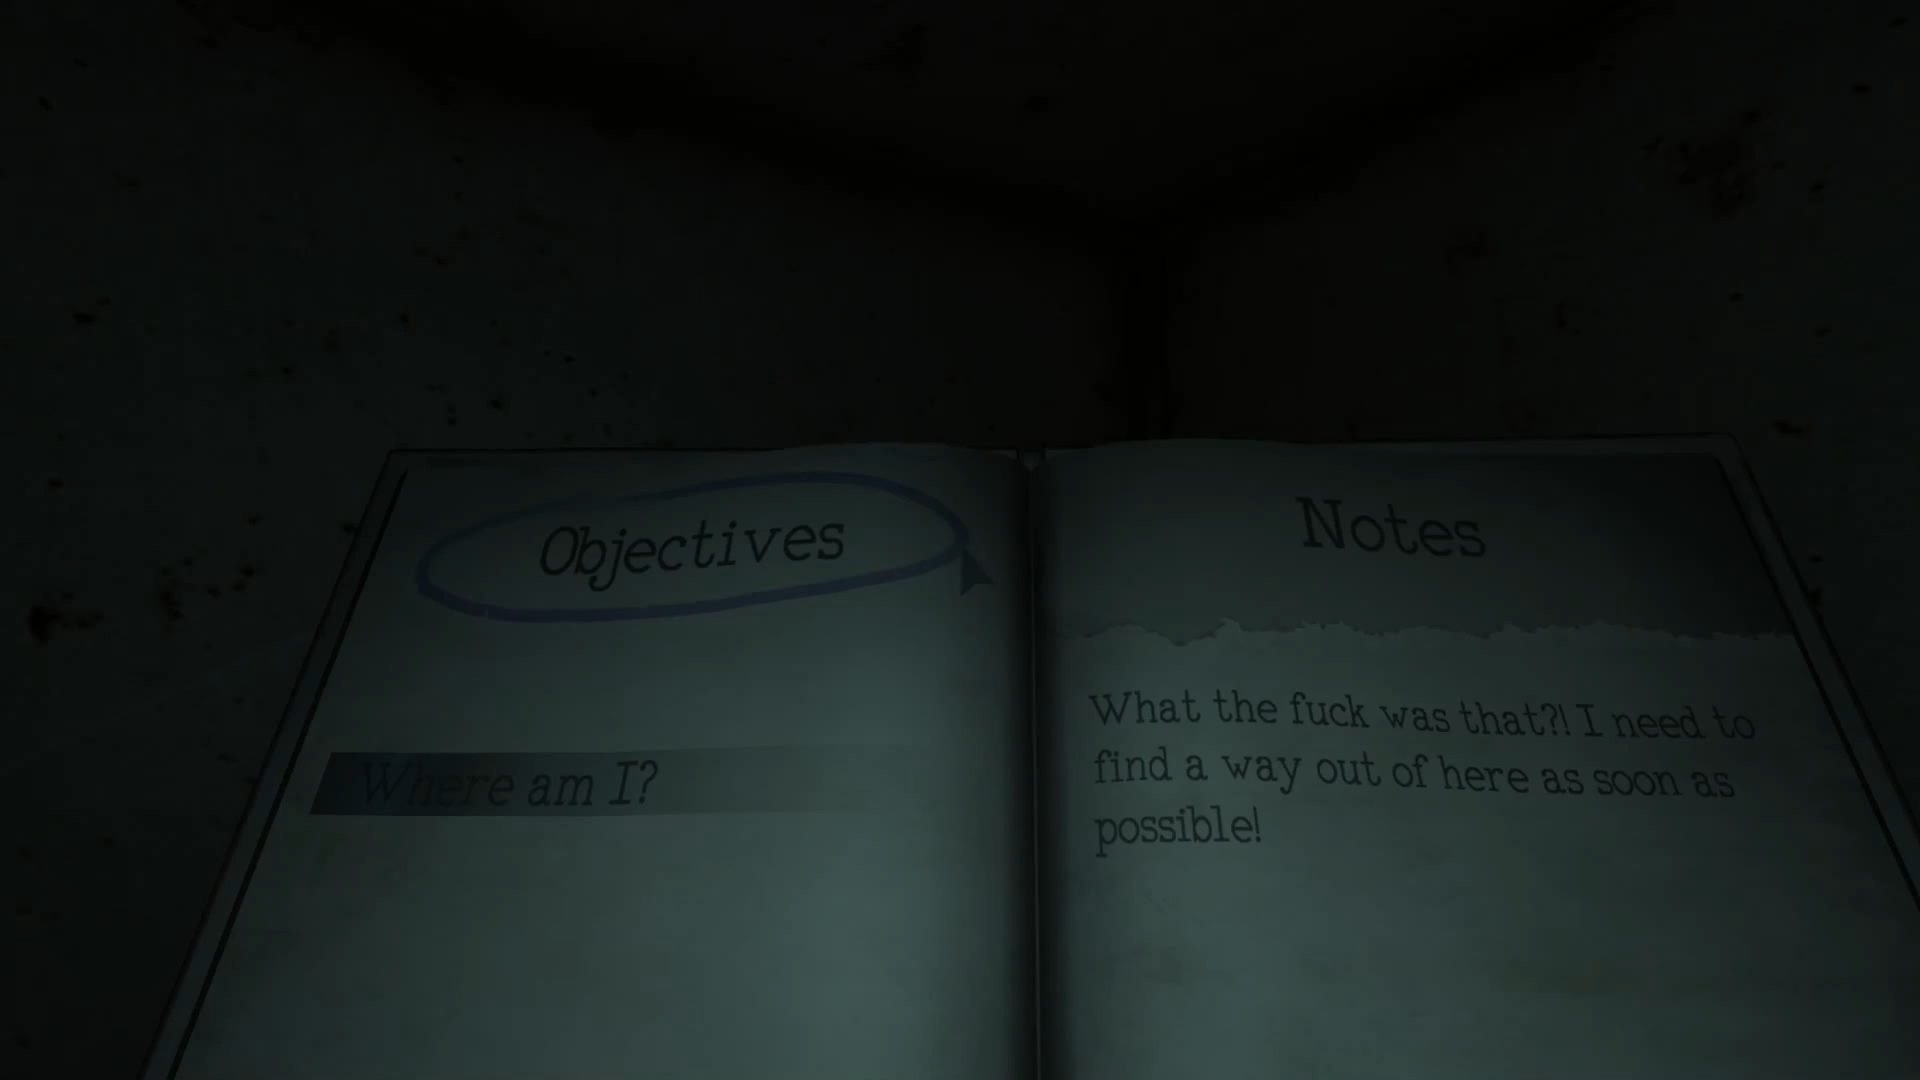 Objectives
Where am I?
Notes
What the fuck was that?! I need to
find a way out of here as soon as
possible!